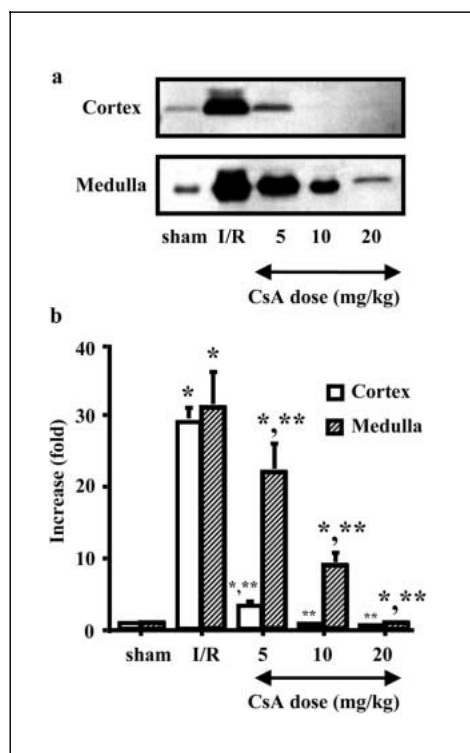 a
Cortex
Medulla
sham I/R 5 10 20
CsA dose (mg/kg)
b
40
30
20
10
0
Increase (fold)
* *
*,** *,** *,** ** ** *,**
Cortex
Medulla
sham I/R 5 10 20
CsA dose (mg/kg)